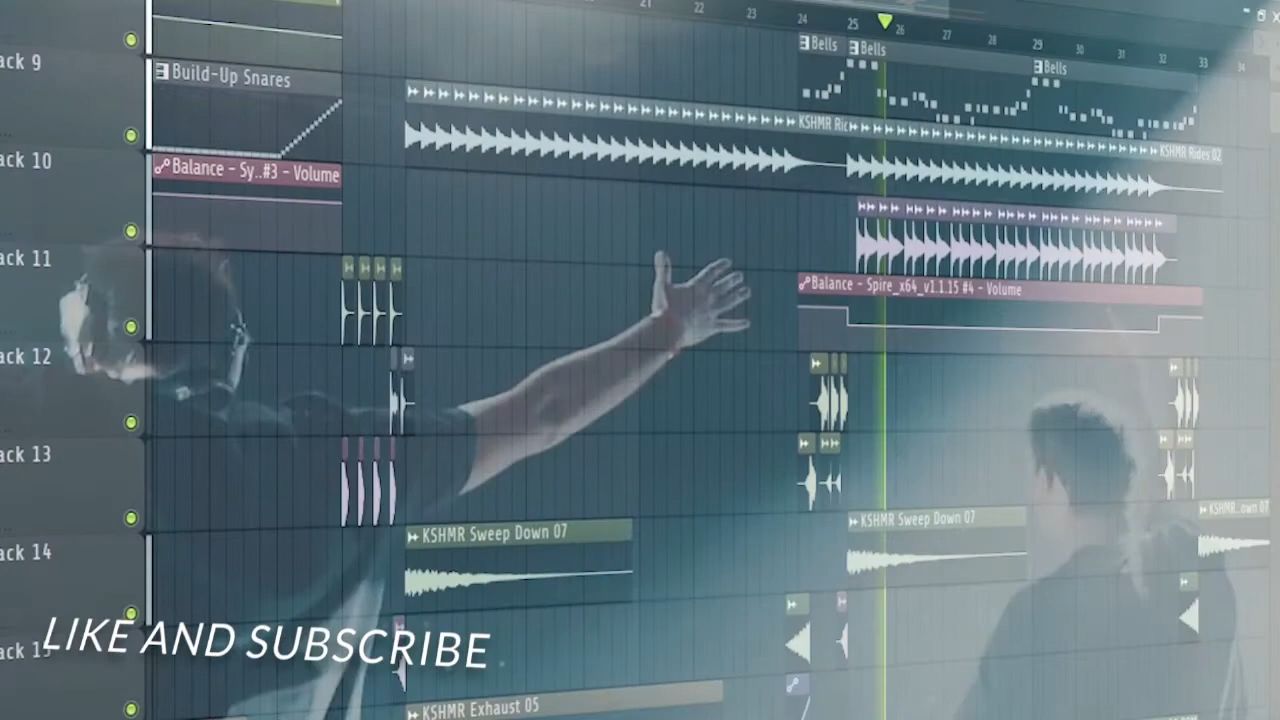 21 22 23 24 25 26 27 28 29 30 31 32 33 34
Bells Bells Bells
ack 9
Build-Up Snares
KSHMR Ric
KSHMR Rides 02
ack 10
Balance - Sy..#3 - Volume
ack 11
Balance - Spire_x64_v1.1.15 #4 - Volume
ack 12
ack 13
KSHMR Sweep Down 07
KSHMR Sweep Down 07
ack 14
LIKE AND SUBSCRIBE
KSHMR Exhaust 05